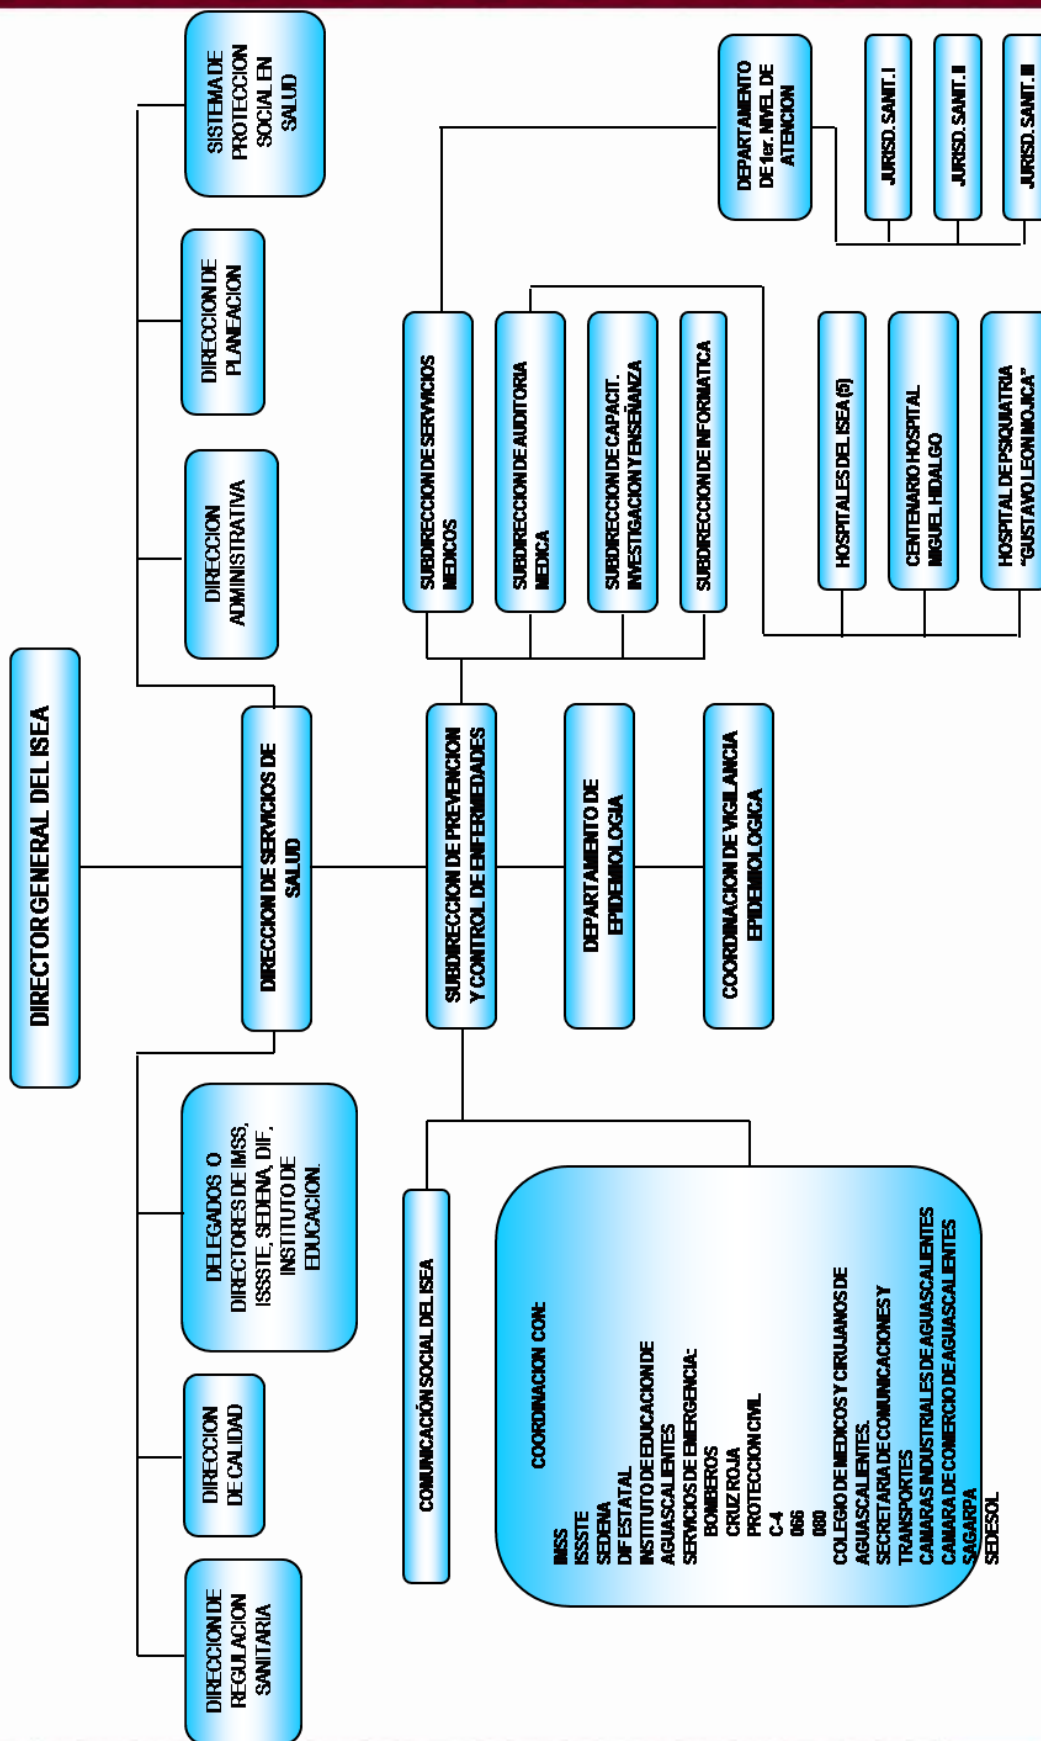 DIRECTOR GENERAL DEL ISEA
DIRECCION DE
REGULACION
SANITARIA
DIRECCION
DE CALIDAD
DELEGADOS O
DIRECTORES DE IMSS,
ISSSTE, SEDENA, DIF,
INSTITUTO DE
EDUCACION.
DIRECCION DE SERVICIOS DE
SALUD
DIRECCION
ADMINISTRATIVA
DIRECCION DE
PLANEACION
SISTEMA DE
PROTECCION
SOCIAL EN
SALUD
COMUNICACIÓN SOCIAL DEL ISEA
SUBDIRECCION DE PREVENCION
Y CONTROL DE ENFERMEDADES
SUBDIRECCION DE SERVICIOS
MEDICOS
SUBDIRECCION DE AUDITORIA
MEDICA
SUBDIRECCION DE CAPACIT.
INVESTIGACION Y ENSEÑANZA
SUBDIRECCION DE INFORMATICA
DEPARTAMENTO DE
EPIDEMIOLOGIA
COORDINACION DE VIGILANCIA
EPIDEMIOLOGICA
COORDINACION CON:
IMSS
ISSSTE
SEDENA
DIF ESTATAL
INSTITUTO DE EDUCACION DE
AGUASCALIENTES
SERVICIOS DE EMERGENCIA:
BOMBEROS
CRUZ ROJA
PROTECCION CIVIL
C-4
066
080
COLEGIO DE MEDICOS Y CIRUJANOS DE
AGUASCALIENTES.
SECRETARIA DE COMUNICACIONES Y
TRANSPORTES
CAMARAS INDUSTRIALES DE AGUASCALIENTES
CAMARA DE COMERCIO DE AGUASCALIENTES
SAGARPA
SEDESOL
DEPARTAMENTO
DE 1er. NIVEL DE
ATENCION
JURISD. SANIT. I
JURISD. SANIT. II
JURISD. SANIT. III
HOSPITALES DEL ISEA (5)
CENTENARIO HOSPITAL
MIGUEL HIDALGO
HOSPITAL DE PSIQUIATRIA
“GUSTAVO LEON MOJICA”